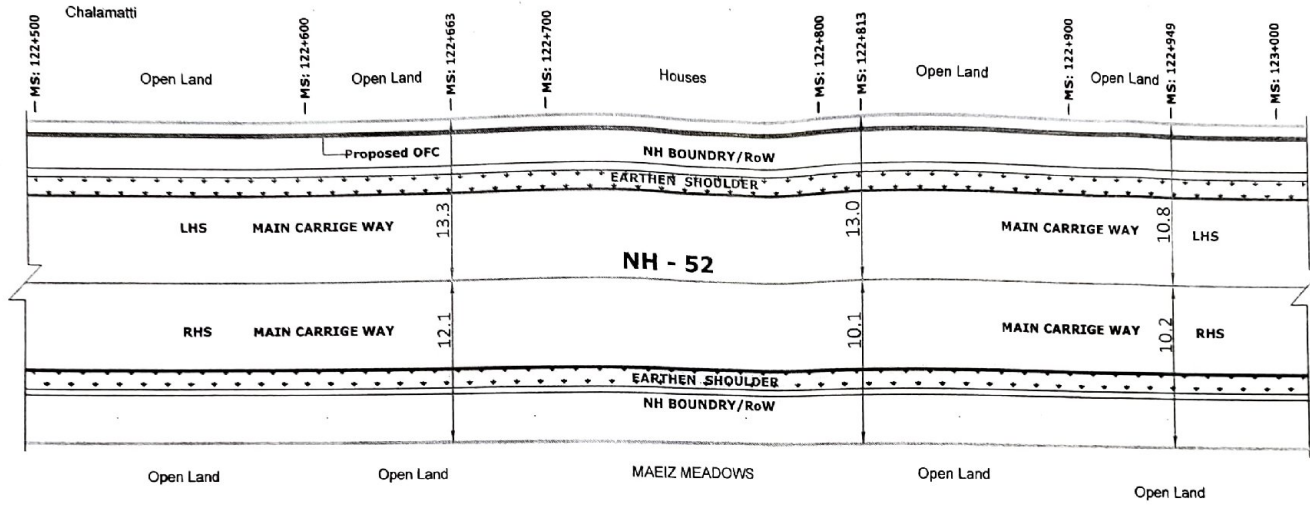 Chalamatti
MS: 122+500
MS: 122+600
MS: 122+663
MS: 122+700
MS: 122+800
MS: 122+813
MS: 122+900
MS: 122+949
MS: 123+000
Open Land
Open Land
Houses
Open Land
Open Land
Proposed OFC
NH BOUNDRY/RoW
EARTHEN SHOULDER
LHS MAIN CARRIGE WAY
13.3
13.0
MAIN CARRIGE WAY
10.8
LHS
NH - 52
RHS MAIN CARRIGE WAY
12.1
10.1
MAIN CARRIGE WAY
10.2
RHS
EARTHEN SHOULDER
NH BOUNDRY/RoW
Open Land
Open Land
MAEIZ MEADOWS
Open Land
Open Land